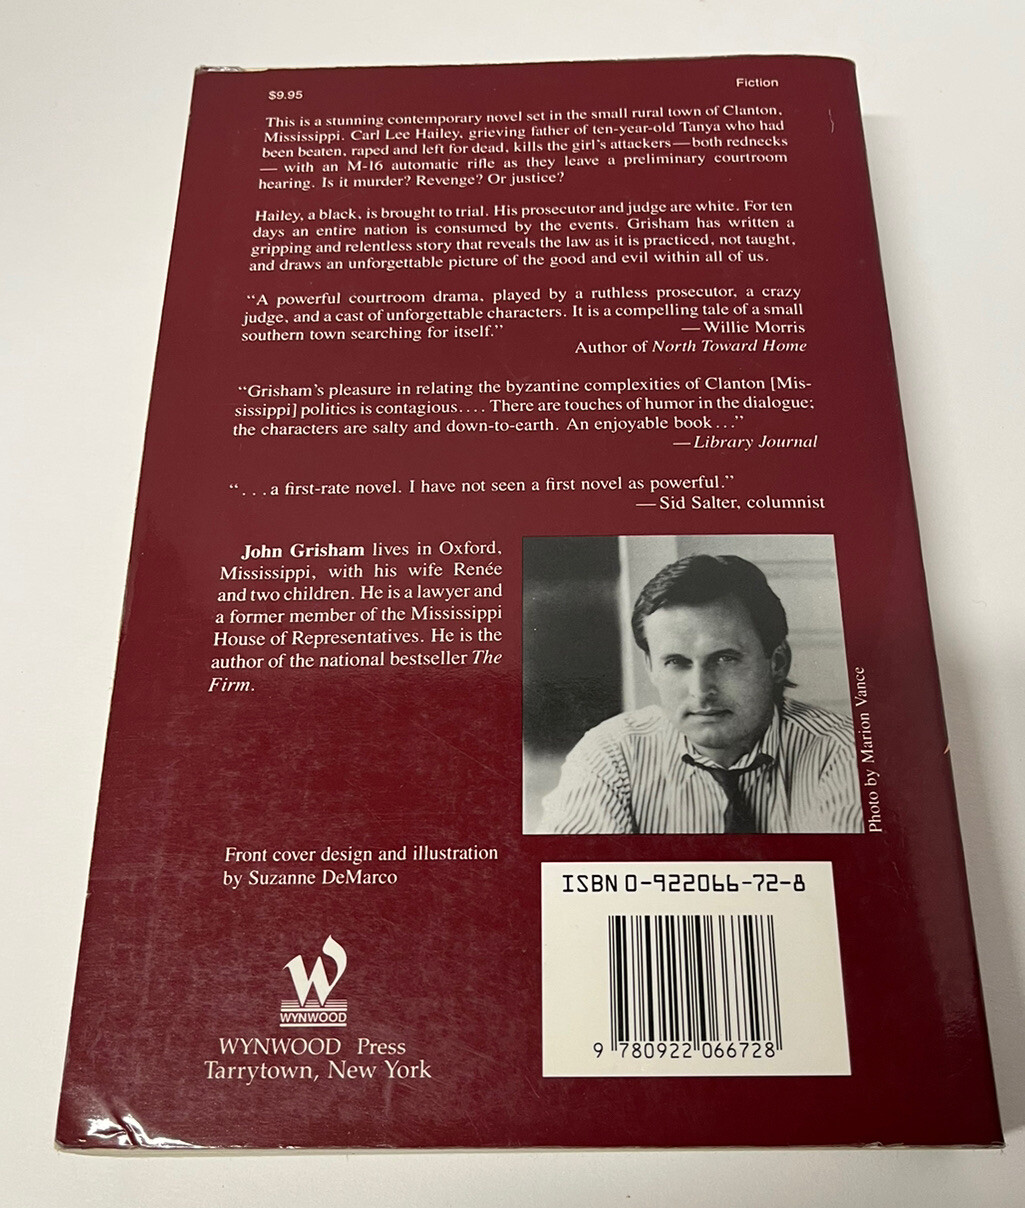 $9.95
Fiction
This is a stunning contemporary novel set in the small rural town of Clanton,
Mississippi. Carl Lee Hailey, grieving father of ten-year-old Tanya who had
been beaten, raped and left for dead, kills the girl's attackers—both rednecks
— with an M-16 automatic rifle as they leave a preliminary courtroom
hearing. Is it murder? Revenge? Or justice?
Hailey, a black, is brought to trial. His prosecutor and judge are white. For ten
days an entire nation is consumed by the events. Grisham has written a
gripping and relentless story that reveals the law as it is practiced, not taught,
and draws an unforgettable picture of the good and evil within all of us.
“A powerful courtroom drama, played by a ruthless prosecutor, a crazy
judge, and a cast of unforgettable characters. It is a compelling tale of a small
southern town searching for itself.” —Willie Morris
Author of North Toward Home
“Grisham's pleasure in relating the byzantine complexities of Clanton [Mis-
sissippi] politics is contagious.... There are touches of humor in the dialogue;
the characters are salty and down-to-earth. An enjoyable book...”
—Library Journal
“...a first-rate novel. I have not seen a first novel as powerful.”
—Sid Salter, columnist
John Grisham lives in Oxford,
Mississippi, with his wife Renée
and two children. He is a lawyer and
a former member of the Mississippi
House of Representatives. He is the
author of the national bestseller The
Firm.
Photo by Marion Vance
Front cover design and illustration
by Suzanne DeMarco
W
WYNWOOD
WYNWOOD Press
Tarrytown, New York
ISBN 0-922066-72-8
9 780922 066728